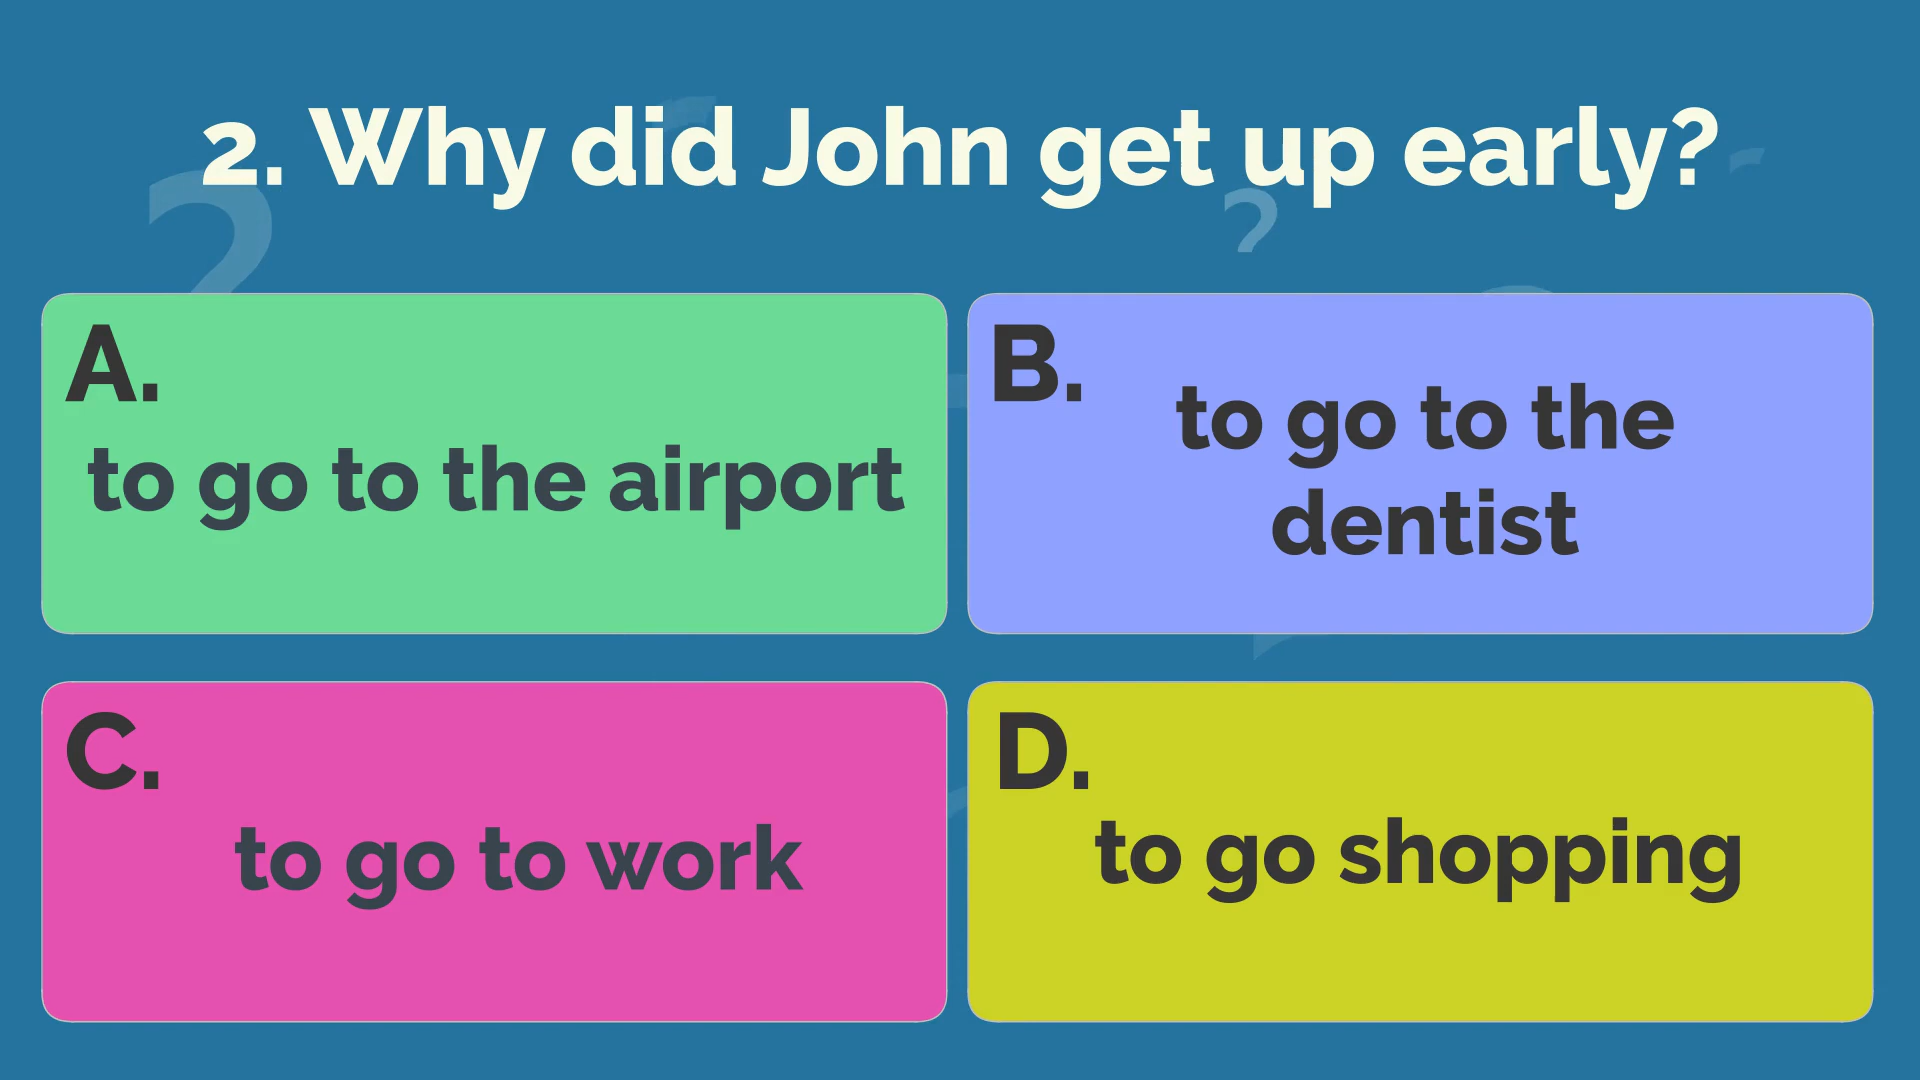 2. Why did John get up early?
A.
to go to the airport
B.
to go to the
dentist
C.
to go to work
D.
to go shopping